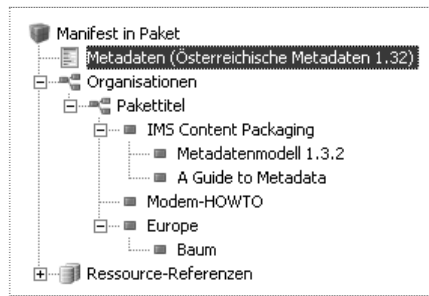 Manifest in Paket
Metadaten (Österreichische Metadaten 1.32)
Organisationen
Pakettitel
IMS Content Packaging
Metadatenmodell 1.3.2
A Guide to Metadata
Modem-HOWTO
Europe
Baum
Ressource-Referenzen